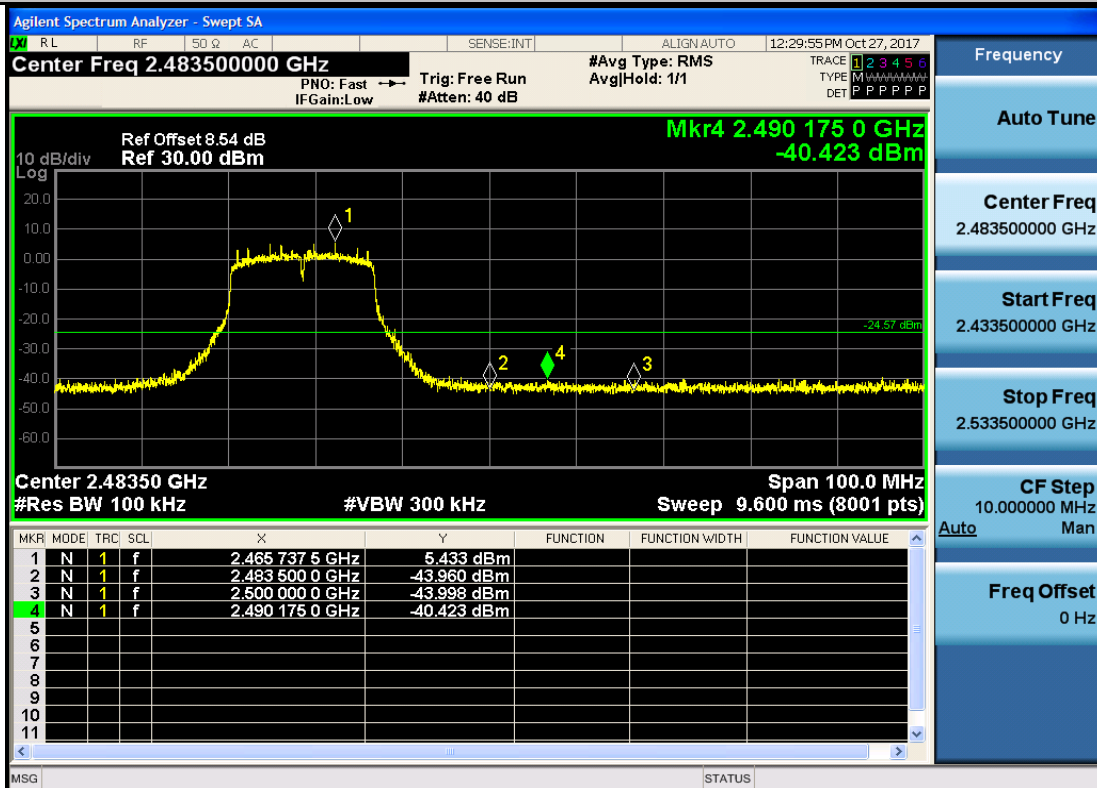 Agilent Spectrum Analyzer - Swept SA
LXI RL RF 50 Ω AC SENSE:INT ALIGN AUTO 12:29:55 PM Oct 27, 2017
Center Freq 2.483500000 GHz
PNO: Fast
IFGain:Low
Trig: Free Run
#Atten: 40 dB
#Avg Type: RMS
Avg|Hold: 1/1
TRACE 1 2 3 4 5 6
TYPE M
DET P P P P P P
Mkr4 2.490 175 0 GHz
-40.423 dBm
Ref Offset 8.54 dB
10 dB/div Ref 30.00 dBm
Log
20.0
10.0
0.00
-10.0
-20.0
-30.0
-40.0
-50.0
-60.0
1
2
4
3
-24.57 dBm
Center 2.48350 GHz Span 100.0 MHz
#Res BW 100 kHz #VBW 300 kHz Sweep 9.600 ms (8001 pts)
MKR MODE TRC SCL X Y FUNCTION FUNCTION WIDTH FUNCTION VALUE
1 N 1 f 2.465 737 5 GHz 5.433 dBm
2 N 1 f 2.483 500 0 GHz -43.960 dBm
3 N 1 f 2.500 000 0 GHz -43.998 dBm
4 N 1 f 2.490 175 0 GHz -40.423 dBm
5
6
7
8
9
10
11
MSG STATUS
Frequency
Auto Tune
Center Freq
2.483500000 GHz
Start Freq
2.433500000 GHz
Stop Freq
2.533500000 GHz
CF Step
10.000000 MHz
Auto Man
Freq Offset
0 Hz